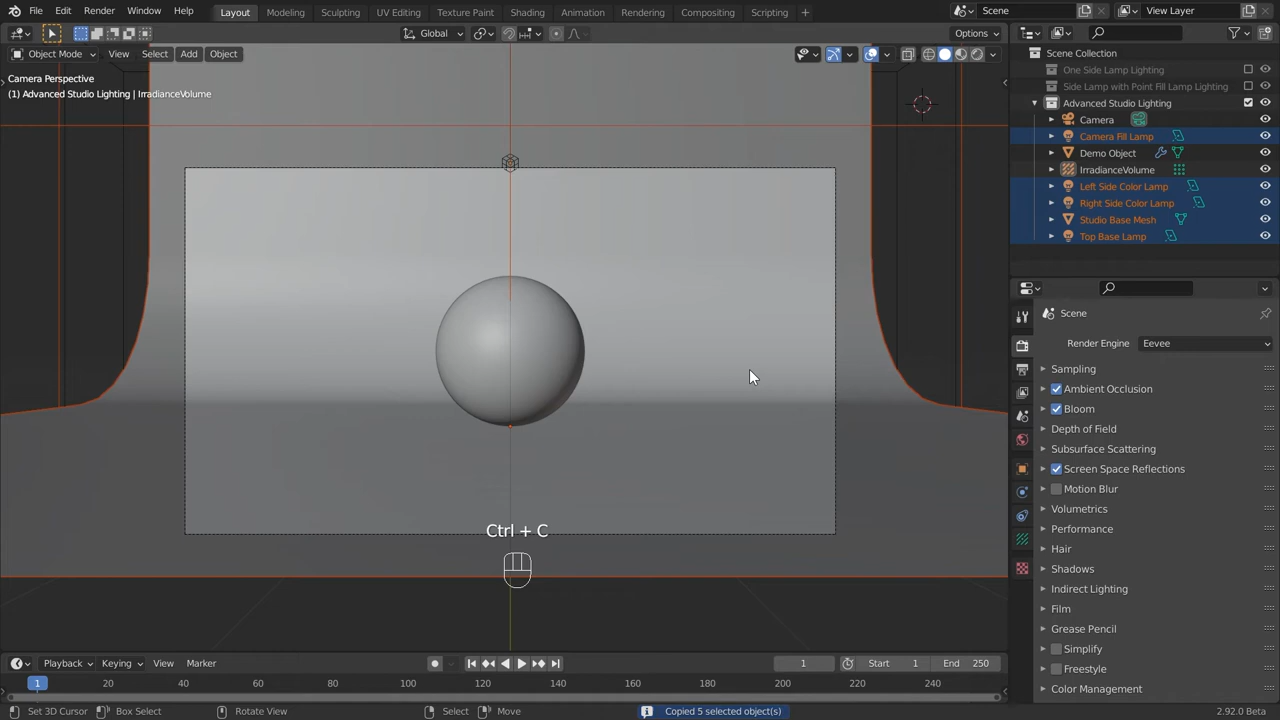 File Edit Render Window Help
Layout Modeling Sculpting UV Editing Texture Paint Shading Animation Rendering Compositing Scripting +
Scene
View Layer
Global
Options
Object Mode View Select Add Object
Camera Perspective
(1) Advanced Studio Lighting | IrradianceVolume
Ctrl + C
Scene Collection
One Side Lamp Lighting
Side Lamp with Point Fill Lamp Lighting
Advanced Studio Lighting
Camera
Camera Fill Lamp
Demo Object
IrradianceVolume
Left Side Color Lamp
Right Side Color Lamp
Studio Base Mesh
Top Base Lamp
Scene
Render Engine Eevee
Sampling
Ambient Occlusion
Bloom
Depth of Field
Subsurface Scattering
Screen Space Reflections
Motion Blur
Volumetrics
Performance
Hair
Shadows
Indirect Lighting
Film
Grease Pencil
Simplify
Freestyle
Color Management
Playback Keying View Marker
1 Start 1 End 250
1 20 40 60 80 100 120 140 160 180 200 220 240
Set 3D Cursor Box Select Rotate View Select Move Copied 5 selected object(s) 2.92.0 Beta